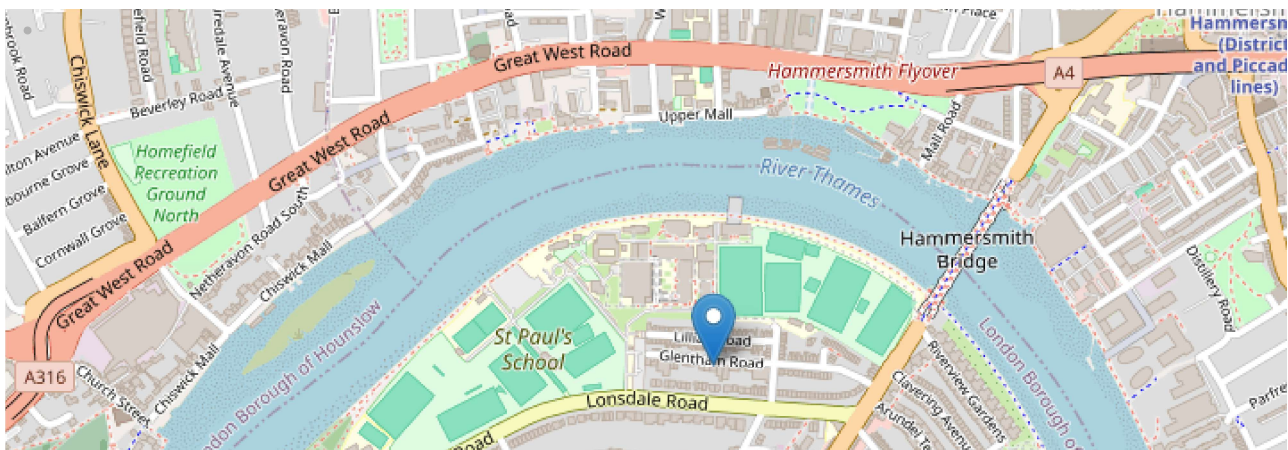 Great West Road
Hammersmith Flyover
A4
Hammersm
(District
and Piccad
lines)
Chiswick Lane
Beverley Road
Upper Mall
Mall Road
Homefield
Recreation
Ground
North
Great West Road
River Thames
Balfern Grove
Cornwall Grove
Netheravon Road South
Chiswick Mall
Hammersmith
Bridge
Distillery Road
Great West Road
London Borough of Hounslow
St Paul's
School
Glentham Road
A316
Church Street
Chiswick Mall
Lonsdale Road
Riverview Gardens
Clavering Avenue
London Borough of
Road